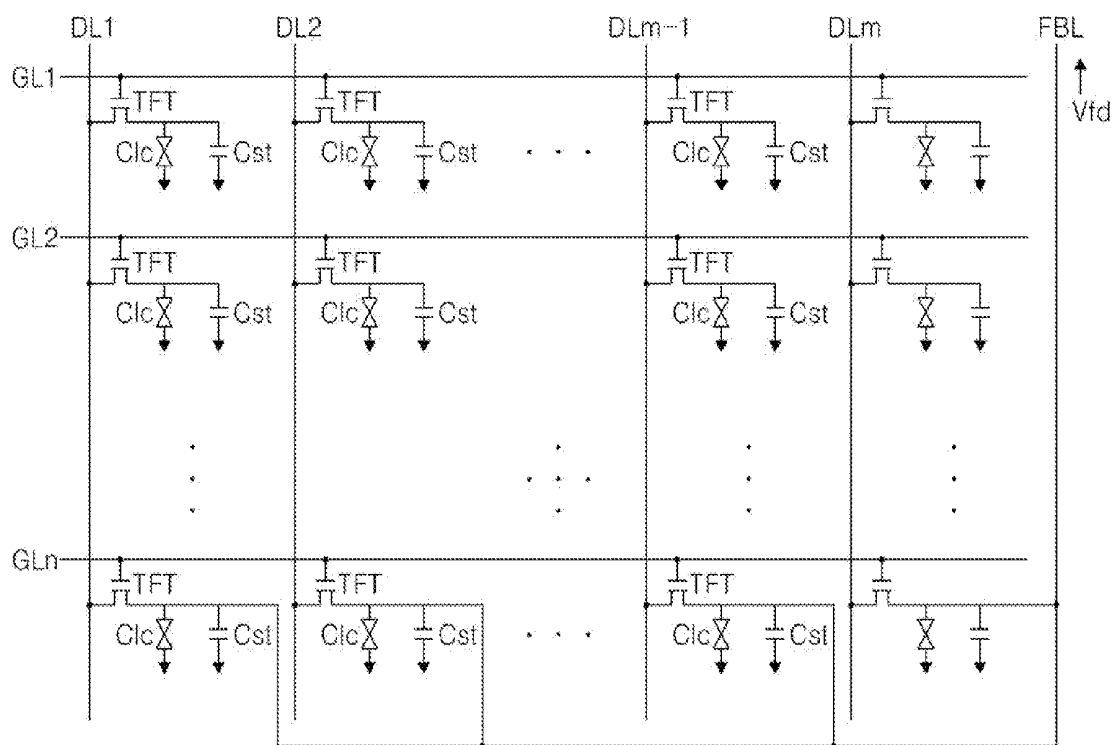 DL1 DL2 DLm-1 DLm FBL
GL1
Vfd
TFT TFT TFT
Clc Cst Clc Cst Clc Cst
GL2
TFT TFT TFT
Clc Cst Clc Cst Clc Cst
GLn
TFT TFT TFT
Clc Cst Clc Cst Clc Cst